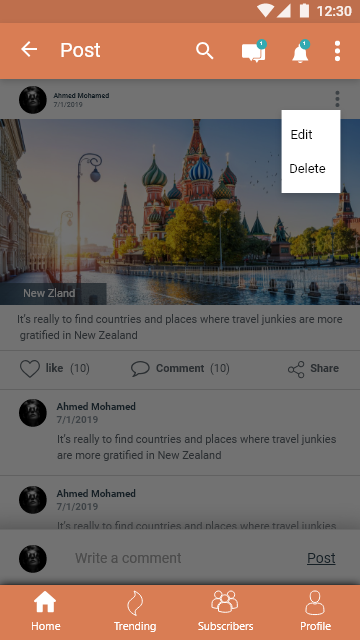 12:30
Post
1
1
Ahmed Mohamed
7/1/2019
Edit
Delete
New Zland
It's really to find countries and places where travel junkies are more
gratified in New Zealand
like (10)
Comment (10)
Share
Ahmed Mohamed
7/1/2019
It's really to find countries and places where travel junkies
are more gratified in New Zealand
Ahmed Mohamed
7/1/2019
It's really to find countries and places where travel junkies
Write a comment
Post
Home
Trending
Subscribers
Profile